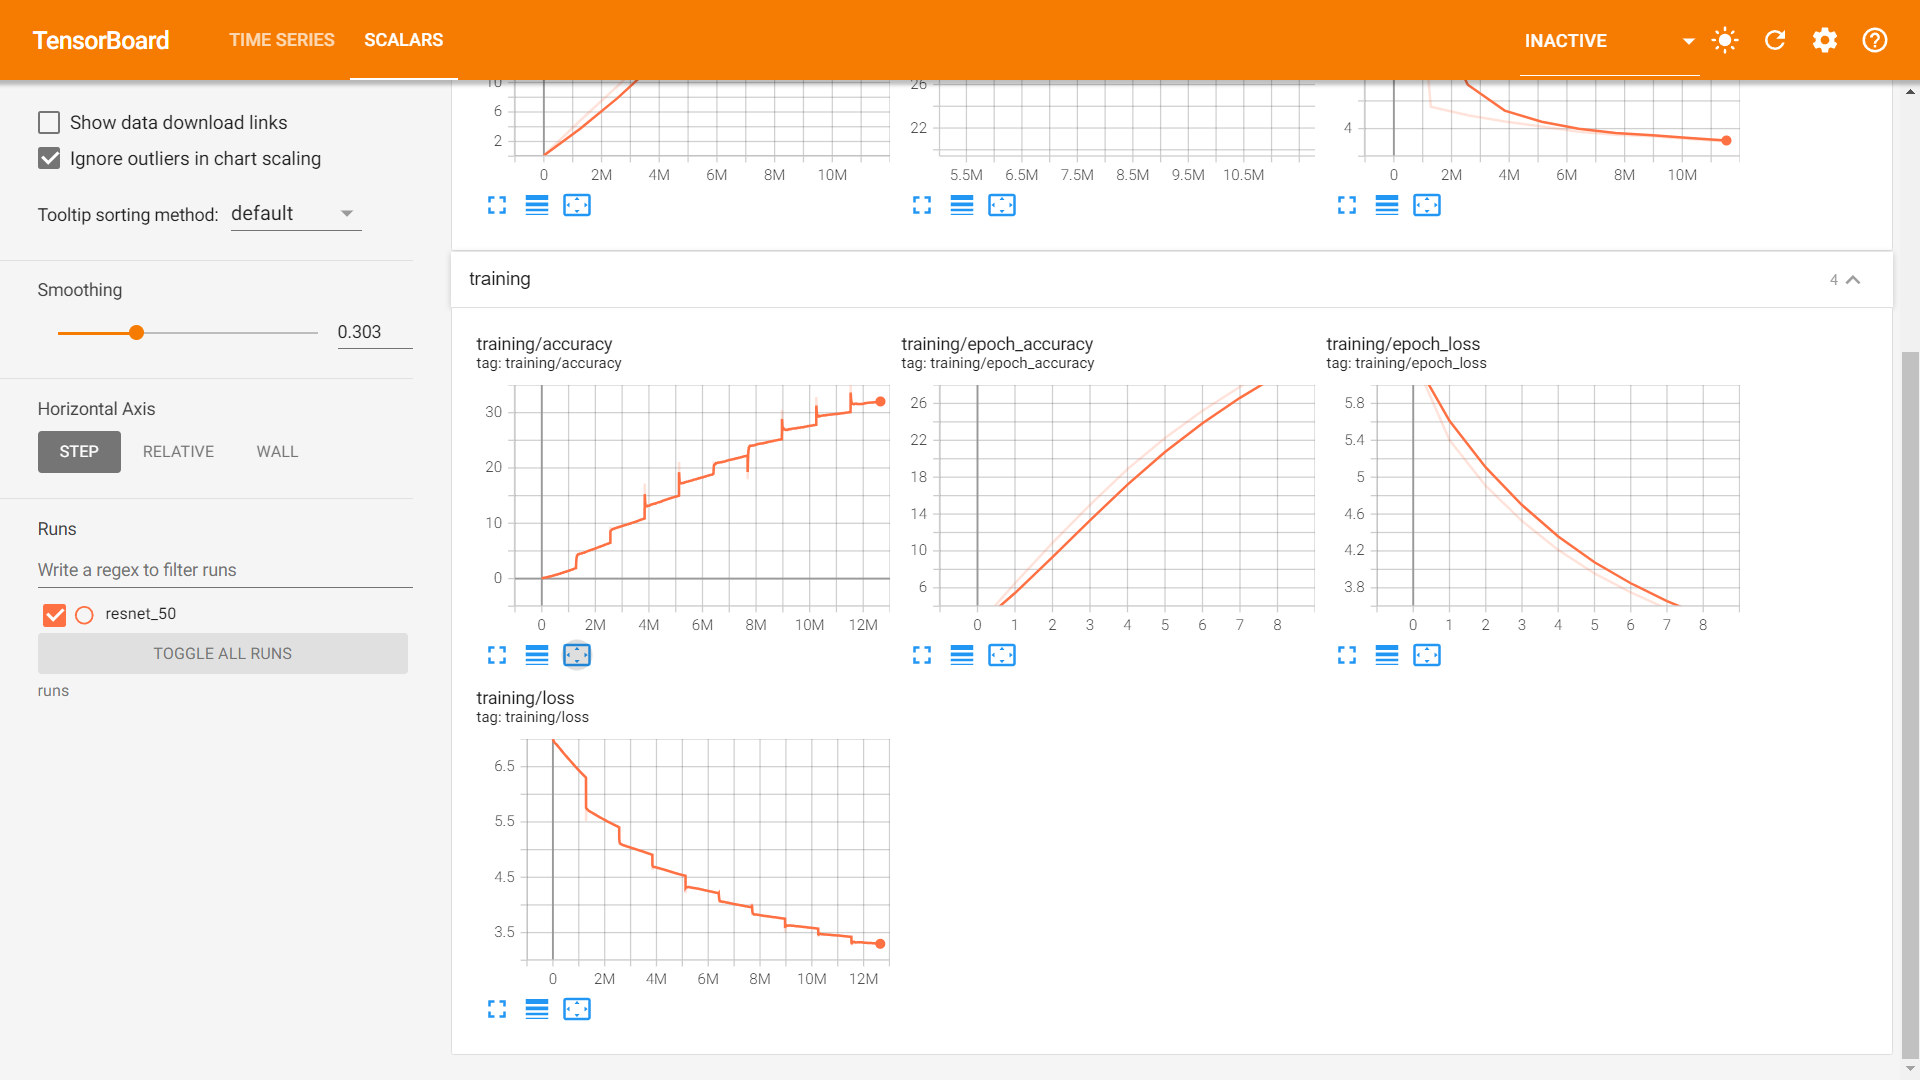 TensorBoard
TIME SERIES
SCALARS
INACTIVE
Show data download links
Ignore outliers in chart scaling
Tooltip sorting method: default
Smoothing
0.303
Horizontal Axis
STEP
RELATIVE
WALL
Runs
Write a regex to filter runs
resnet_50
TOGGLE ALL RUNS
runs
10
6
2
0 2M 4M 6M 8M 10M
26
22
5.5M 6.5M 7.5M 8.5M 9.5M 10.5M
4
0 2M 4M 6M 8M 10M
training
4
training/accuracy
tag: training/accuracy
30
20
10
0
0 2M 4M 6M 8M 10M 12M
training/epoch_accuracy
tag: training/epoch_accuracy
26
22
18
14
10
6
0 1 2 3 4 5 6 7 8
training/epoch_loss
tag: training/epoch_loss
5.8
5.4
5
4.6
4.2
3.8
0 1 2 3 4 5 6 7 8
training/loss
tag: training/loss
6.5
5.5
4.5
3.5
0 2M 4M 6M 8M 10M 12M